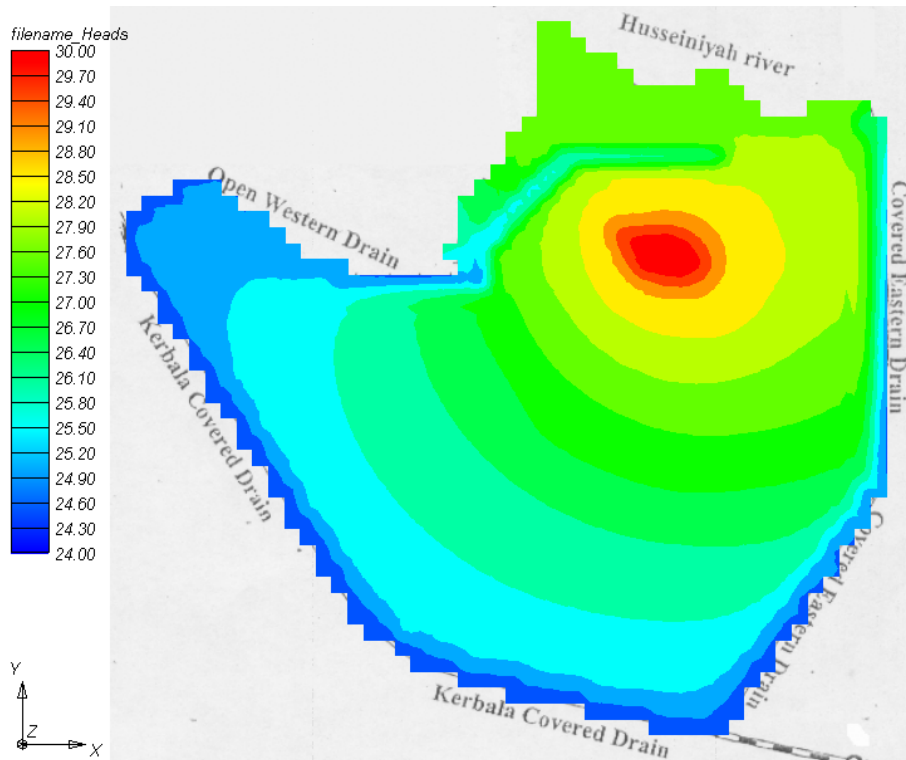 filename_Heads
30.00
29.70
29.40
29.10
28.80
28.50
28.20
27.90
27.60
27.30
27.00
26.70
26.40
26.10
25.80
25.50
25.20
24.90
24.60
24.30
24.00
Husseiniyah river
Open Western Drain
Covered Eastern Drain
Kerbala Covered Drain
Covered Eastern Drain
Kerbala Covered Drain
Y
Z
X